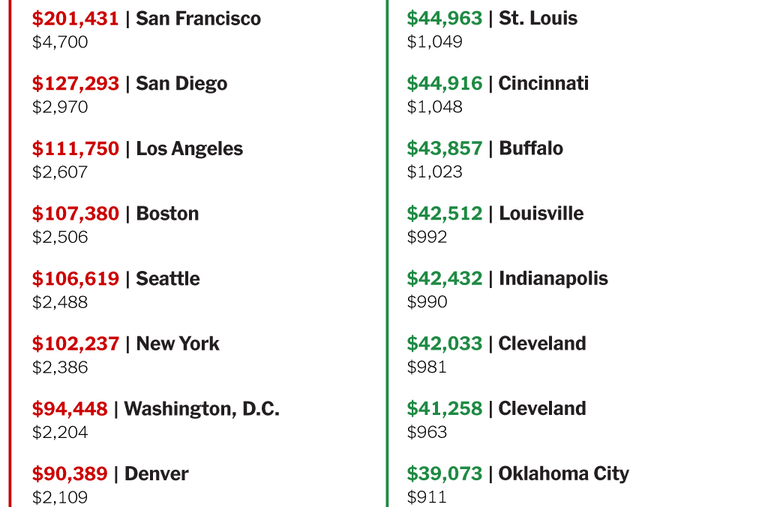 $201,431 | San Francisco
$4,700
$127,293 | San Diego
$2,970
$111,750 | Los Angeles
$2,607
$107,380 | Boston
$2,506
$106,619 | Seattle
$2,488
$102,237 | New York
$2,386
$94,448 | Washington, D.C.
$2,204
$90,389 | Denver
$2,109
$44,963 | St. Louis
$1,049
$44,916 | Cincinnati
$1,048
$43,857 | Buffalo
$1,023
$42,512 | Louisville
$992
$42,432 | Indianapolis
$990
$42,033 | Cleveland
$981
$41,258 | Cleveland
$963
$39,073 | Oklahoma City
$911